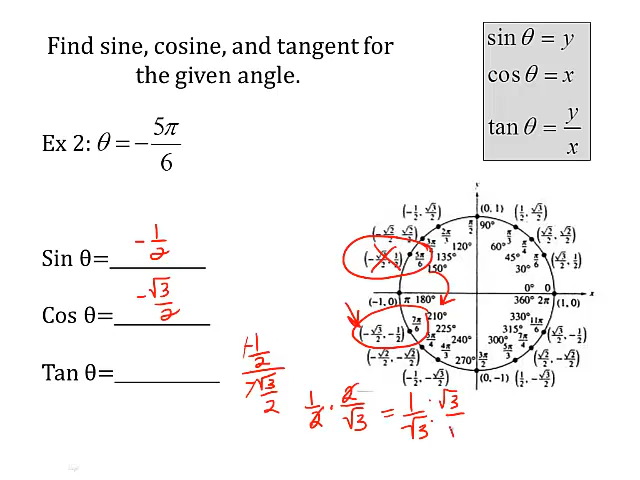 Find sine, cosine, and tangent for
the given angle.
sin θ = y
cos θ = x
tan θ = y/x
Ex 2: θ = − 5π/6
Sin θ= -1/2
Cos θ= -√3/2
Tan θ=
-1/2 / -√3/2
1/2 · 2/√3 = 1/√3 · √3/
y
(0, 1)
(-1/2, √3/2) (1/2, √3/2)
π/2 90°
2π/3 120° 60° π/3
(-√2/2, √2/2) (√2/2, √2/2)
3π/4 135° 45° π/4
(-√3/2, 1/2) (√3/2, 1/2)
5π/6 150° 30° π/6
0° 0
(-1, 0) π 180° 360° 2π (1, 0) x
7π/6 210° 330° 11π/6
(-√3/2, -1/2) (√3/2, -1/2)
5π/4 225° 315° 7π/4
(-√2/2, -√2/2) (√2/2, -√2/2)
4π/3 240° 300° 5π/3
270° 3π/2
(-1/2, -√3/2) (0, -1) (1/2, -√3/2)